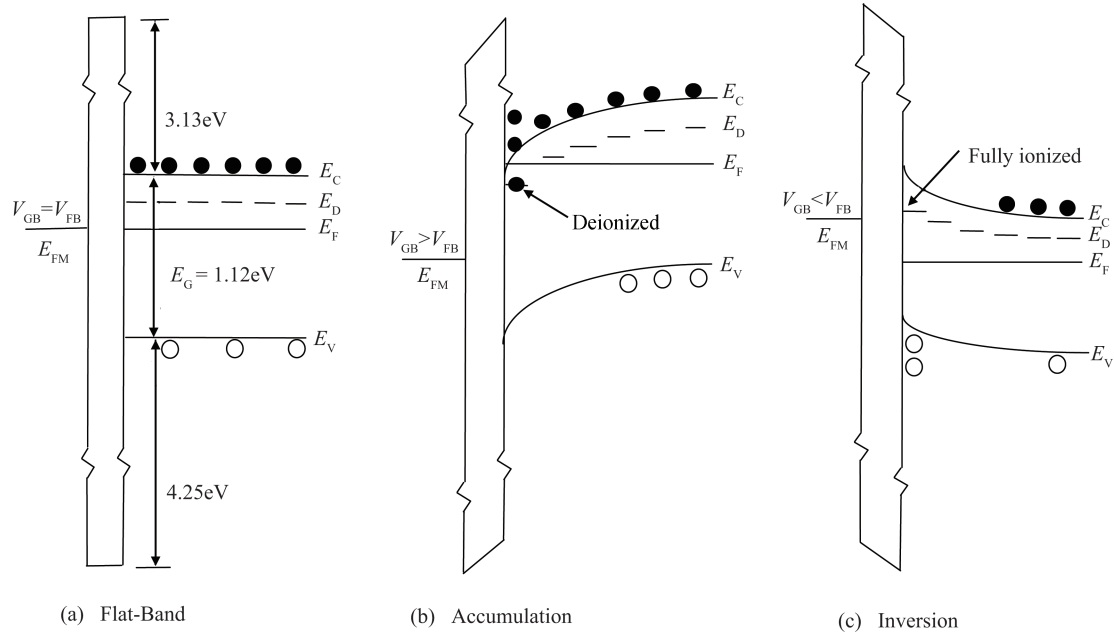 3.13eV
E_C
V_GB=V_FB
E_D
E_F
E_FM
E_G = 1.12eV
E_V
4.25eV
(a) Flat-Band
E_C
E_D
E_F
Deionized
V_GB>V_FB
E_FM
E_V
(b) Accumulation
Fully ionized
V_GB<V_FB
E_FM
E_C
E_D
E_F
E_V
(c) Inversion